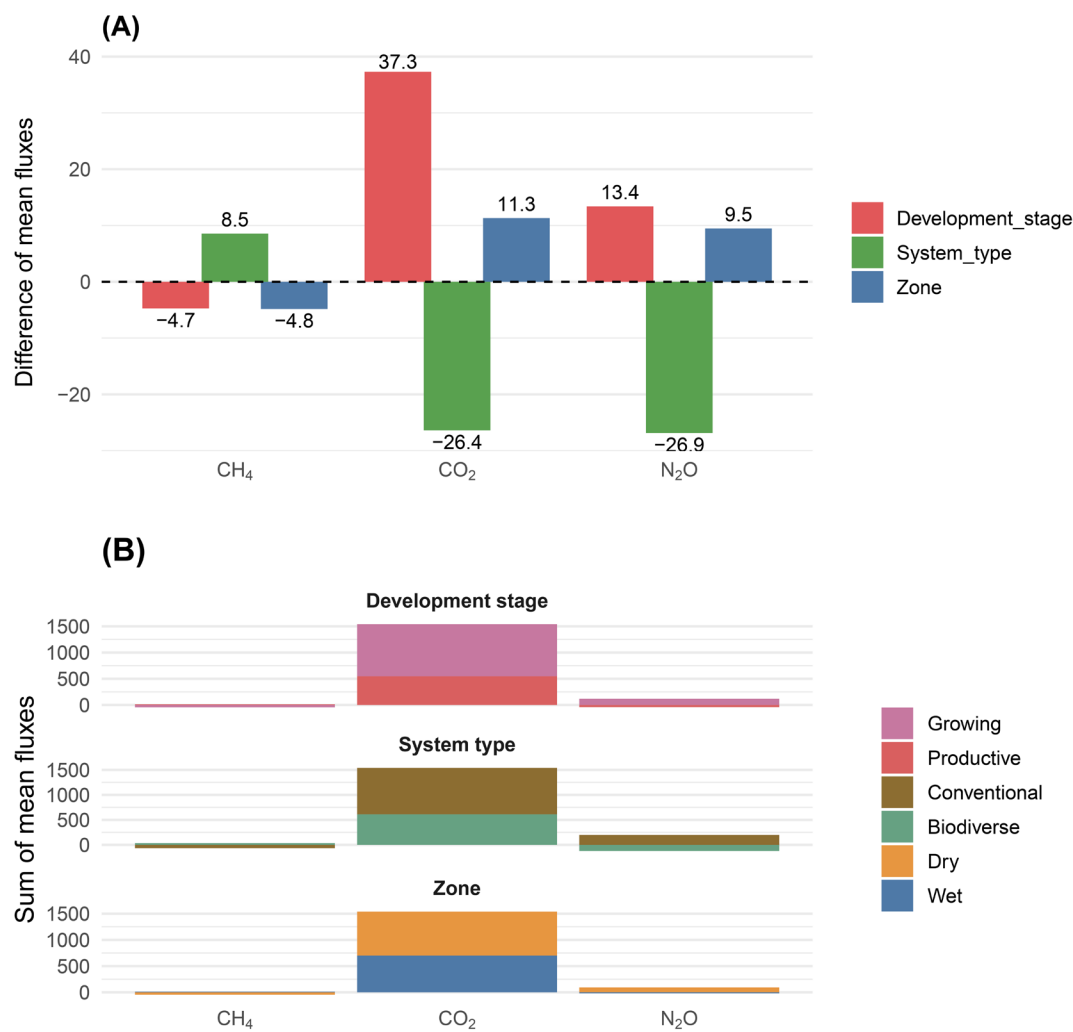 (A)
Difference of mean fluxes
40
20
0
−20
37.3
13.4
11.3
9.5
8.5
−4.7
−4.8
−26.4
−26.9
CH₄
CO₂
N₂O
Development_stage
System_type
Zone
(B)
Sum of mean fluxes
Development stage
1500
1000
500
0
System type
1500
1000
500
0
Zone
1500
1000
500
0
CH₄
CO₂
N₂O
Growing
Productive
Conventional
Biodiverse
Dry
Wet